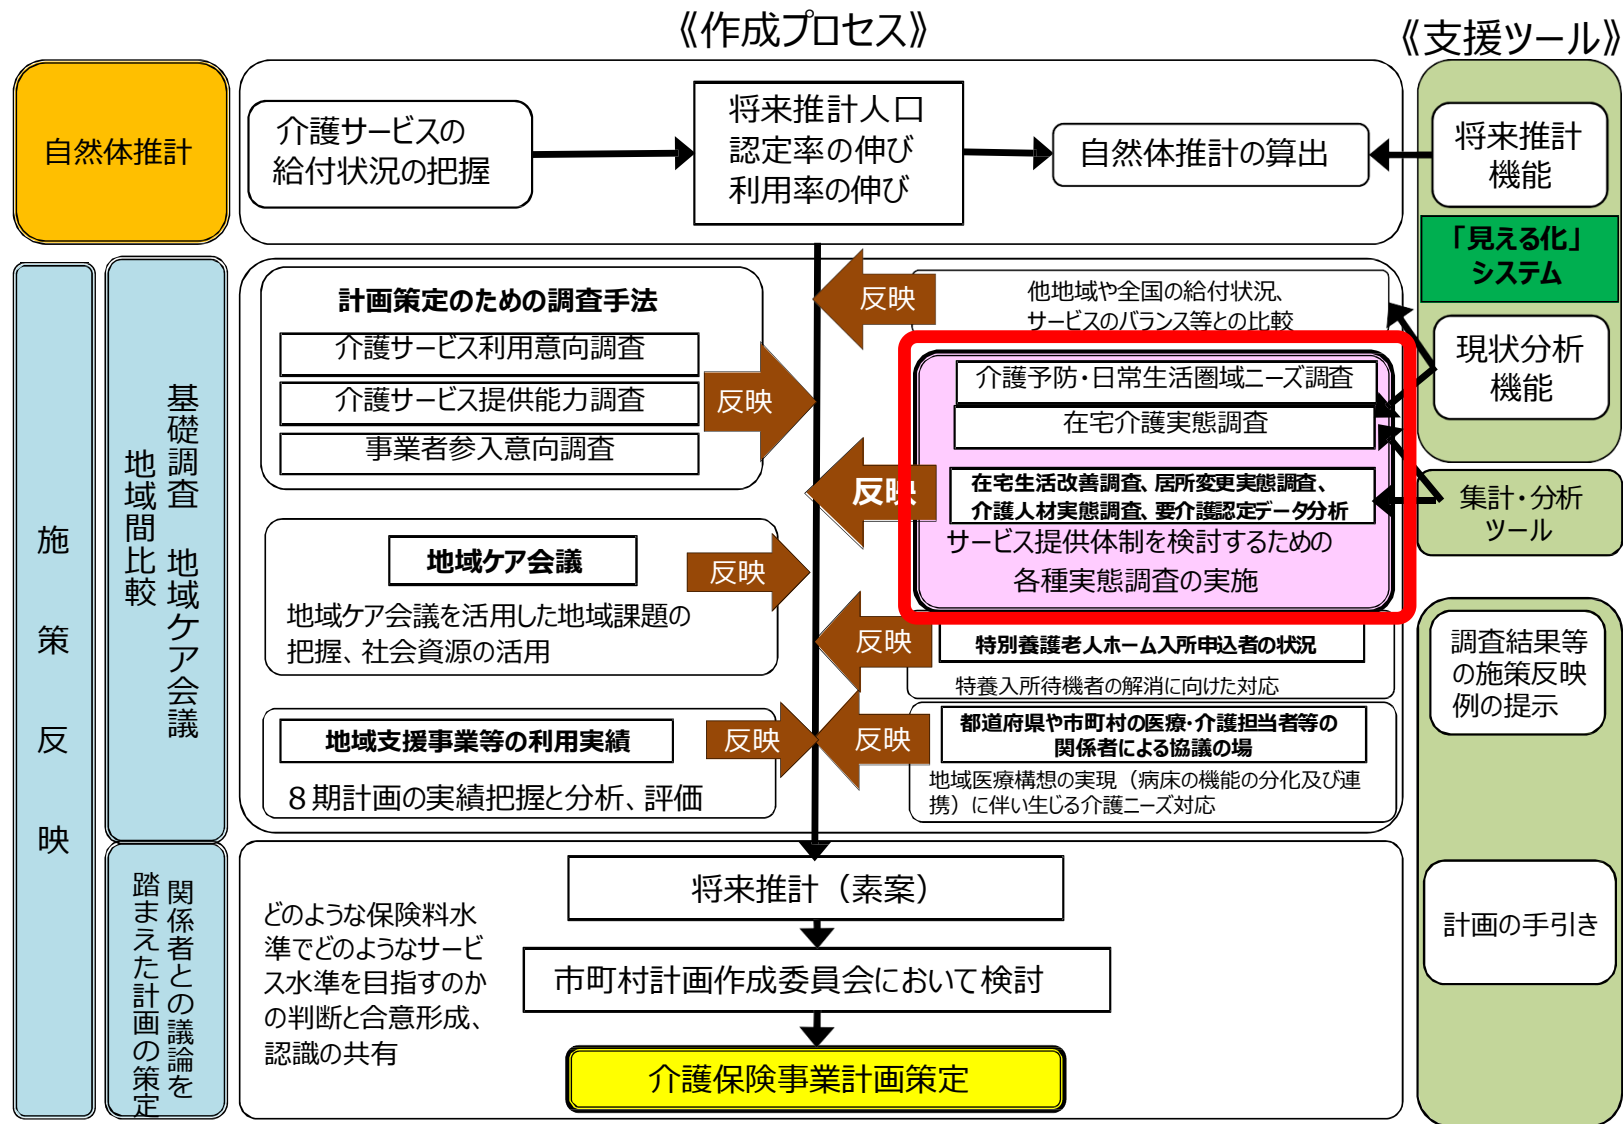 《作成プロセス》
《支援ツール》
自然体推計
介護サービスの
給付状況の把握
将来推計人口
認定率の伸び
利用率の伸び
自然体推計の算出
将来推計
機能
「見える化」
システム
現状分析
機能
集計・分析
ツール
調査結果等
の施策反映
例の提示
計画の手引き
施策反映
基礎調査 地域ケア会議
地域間比較
計画策定のための調査手法
介護サービス利用意向調査
介護サービス提供能力調査
事業者参入意向調査
反映
反映
他地域や全国の給付状況、
サービスのバランス等との比較
介護予防・日常生活圏域ニーズ調査
在宅介護実態調査
反映
在宅生活改善調査、居所変更実態調査、
介護人材実態調査、要介護認定データ分析
サービス提供体制を検討するための
各種実態調査の実施
地域ケア会議
反映
地域ケア会議を活用した地域課題の
把握、社会資源の活用
反映
特別養護老人ホーム入所申込者の状況
特養入所待機者の解消に向けた対応
地域支援事業等の利用実績
反映
8期計画の実績把握と分析、評価
反映
都道府県や市町村の医療・介護担当者等の
関係者による協議の場
地域医療構想の実現（病床の機能の分化及び連
携）に伴い生じる介護ニーズ対応
関係者との議論を
踏まえた計画の策定
どのような保険料水
準でどのようなサービ
ス水準を目指すのか
の判断と合意形成、
認識の共有
将来推計（素案）
市町村計画作成委員会において検討
介護保険事業計画策定